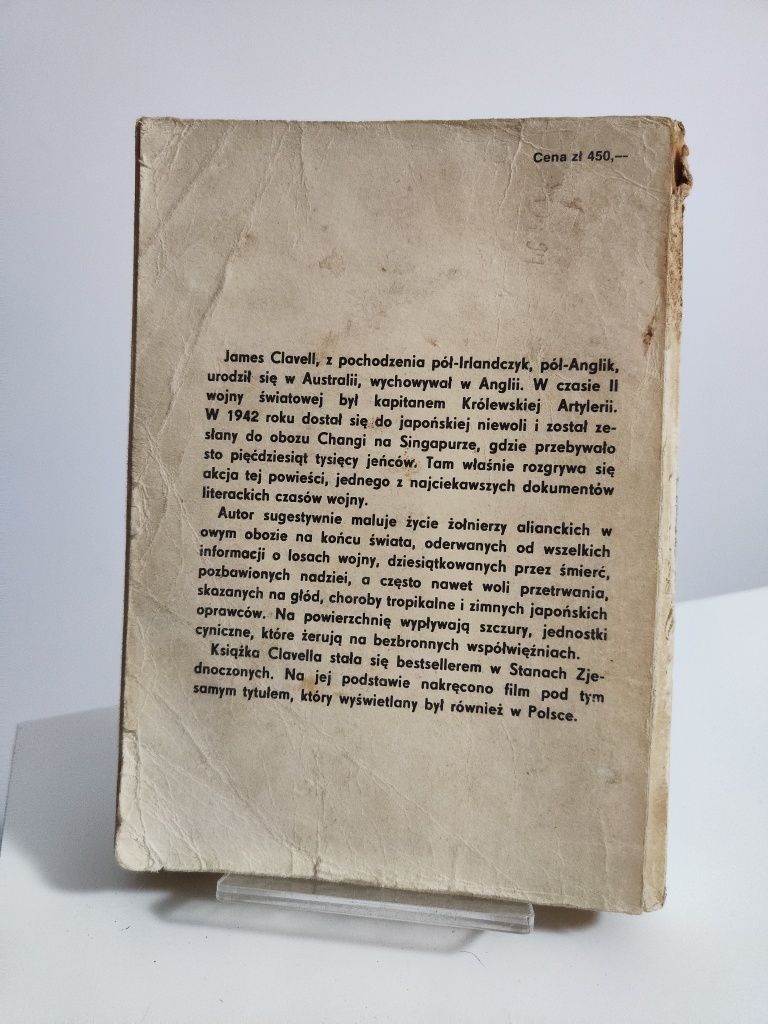 Cena zł 450,—
James Clavell, z pochodzenia pół-Irlandczyk, pół-Anglik,
urodził się w Australii, wychowywał w Anglii. W czasie II
wojny światowej był kapitanem Królewskiej Artylerii.
W 1942 roku dostał się do japońskiej niewoli i został ze-
słany do obozu Changi na Singapurze, gdzie przebywało
sto pięćdziesiąt tysięcy jeńców. Tam właśnie rozgrywa się
akcja tej powieści, jednego z najciekawszych dokumentów
literackich czasów wojny.
Autor sugestywnie maluje życie żołnierzy alianckich w
owym obozie na końcu świata, oderwanych od wszelkich
informacji o losach wojny, dziesiątkowanych przez śmierć,
pozbawionych nadziei, a często nawet woli przetrwania,
skazanych na głód, choroby tropikalne i zimnych japońskich
oprawców. Na powierzchnię wypływają szczury, jednostki
cyniczne, które żerują na bezbronnych współwięźniach.
Książka Clavella stała się bestsellerem w Stanach Zje-
dnoczonych. Na jej podstawie nakręcono film pod tym
samym tytułem, który wyświetlany był również w Polsce.